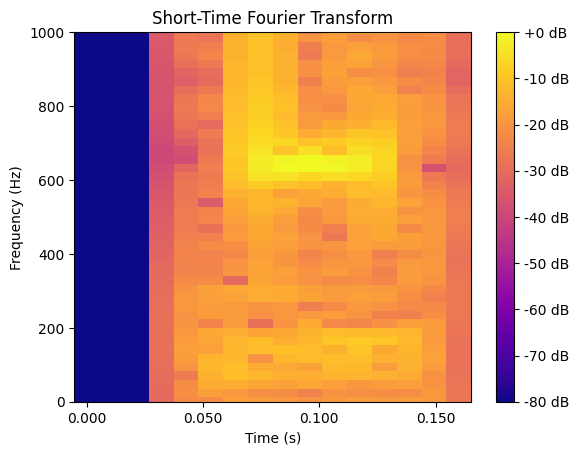 Short-Time Fourier Transform
1000
800
600
400
200
0
Frequency (Hz)
0.000
0.050
0.100
0.150
Time (s)
+0 dB
-10 dB
-20 dB
-30 dB
-40 dB
-50 dB
-60 dB
-70 dB
-80 dB